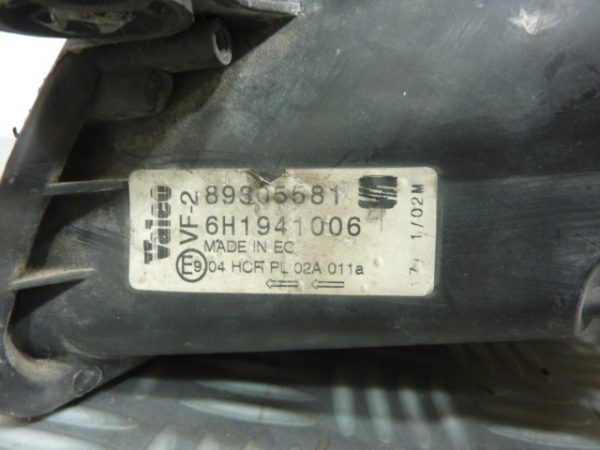 Valeo
VF-2
89305581
6H1941006
MADE IN EC
E9 04 HCR PL 02A 011a
1/02M